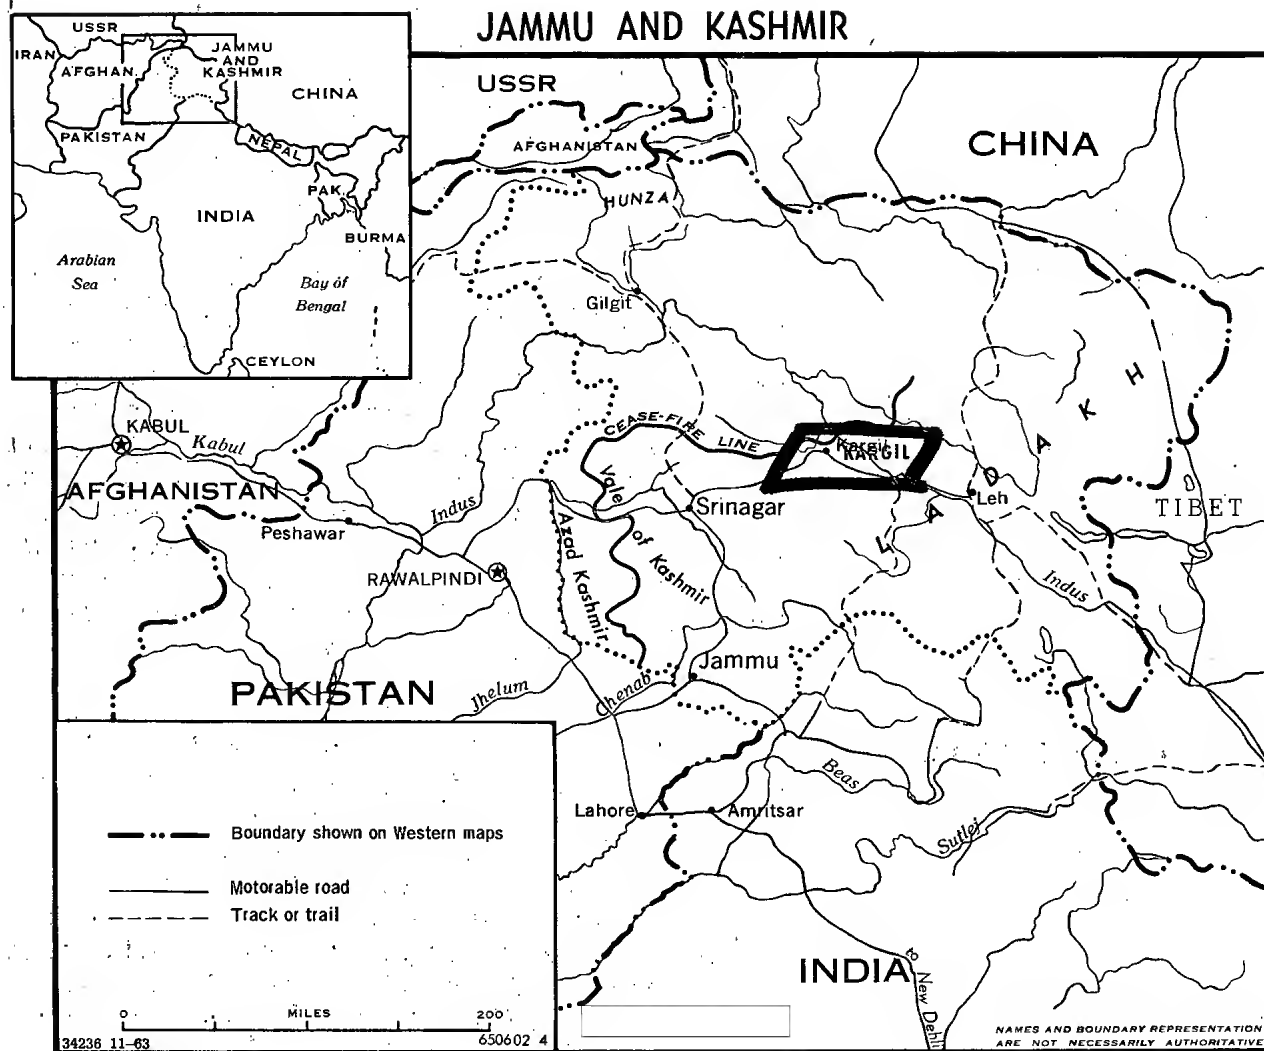 JAMMU AND KASHMIR
USSR
IRAN
AFGHAN.
JAMMU
AND
KASHMIR
CHINA
PAKISTAN
NEPAL
PAK.
INDIA
BURMA
Arabian
Sea
Bay of
Bengal
CEYLON
USSR
CHINA
AFGHANISTAN
HUNZA
Gilgit
KABUL
Kabul
CEASE-FIRE LINE
Kargil
KARGIL
LADAKH
AFGHANISTAN
Indus
Vale of Kashmir
Srinagar
Leh
TIBET
Peshawar
Azad Kashmir
RAWALPINDI
Indus
Jammu
PAKISTAN
Jhelum
Chenab
Beas
Lahore
Amritsar
Sutlej
Boundary shown on Western maps
Motorable road
Track or trail
INDIA
to New Delhi
0 MILES 200
34236 11-63
650602 4
NAMES AND BOUNDARY REPRESENTATION
ARE NOT NECESSARILY AUTHORITATIVE